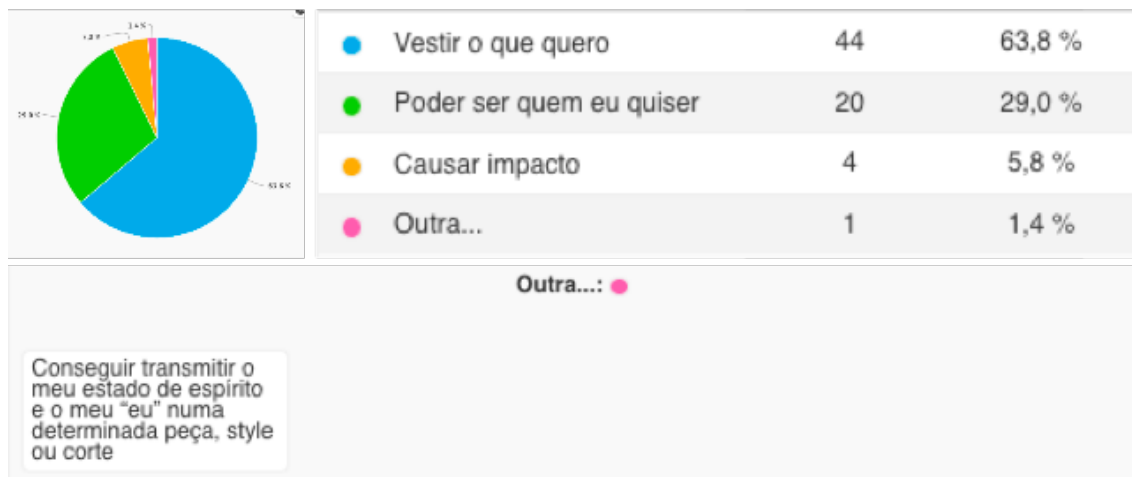 Vestir o que quero 44 63,8 %
Poder ser quem eu quiser 20 29,0 %
Causar impacto 4 5,8 %
Outra... 1 1,4 %
Outra...:
Conseguir transmitir o
meu estado de espírito
e o meu “eu” numa
determinada peça, style
ou corte